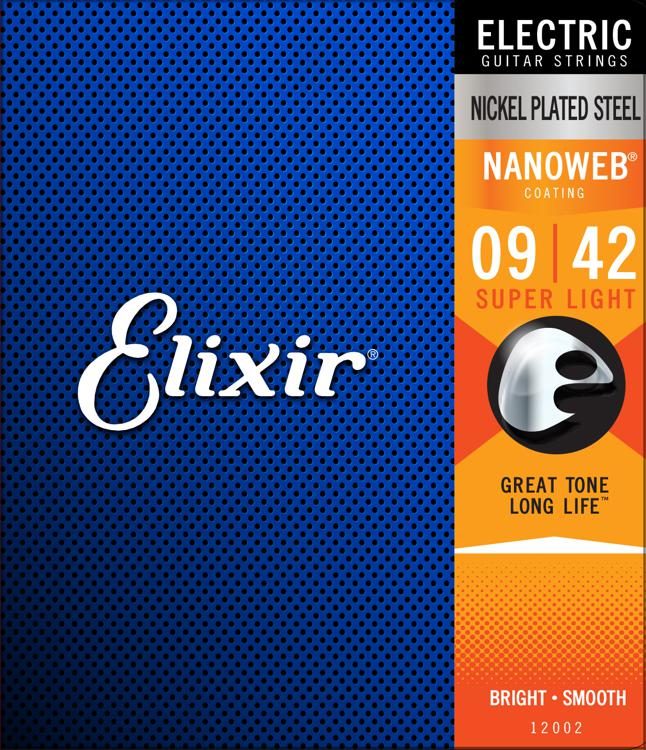 ELECTRIC
GUITAR STRINGS
NICKEL PLATED STEEL
NANOWEB®
COATING
09 | 42
SUPER LIGHT
Elixir®
e
GREAT TONE
LONG LIFE™
BRIGHT • SMOOTH
12002